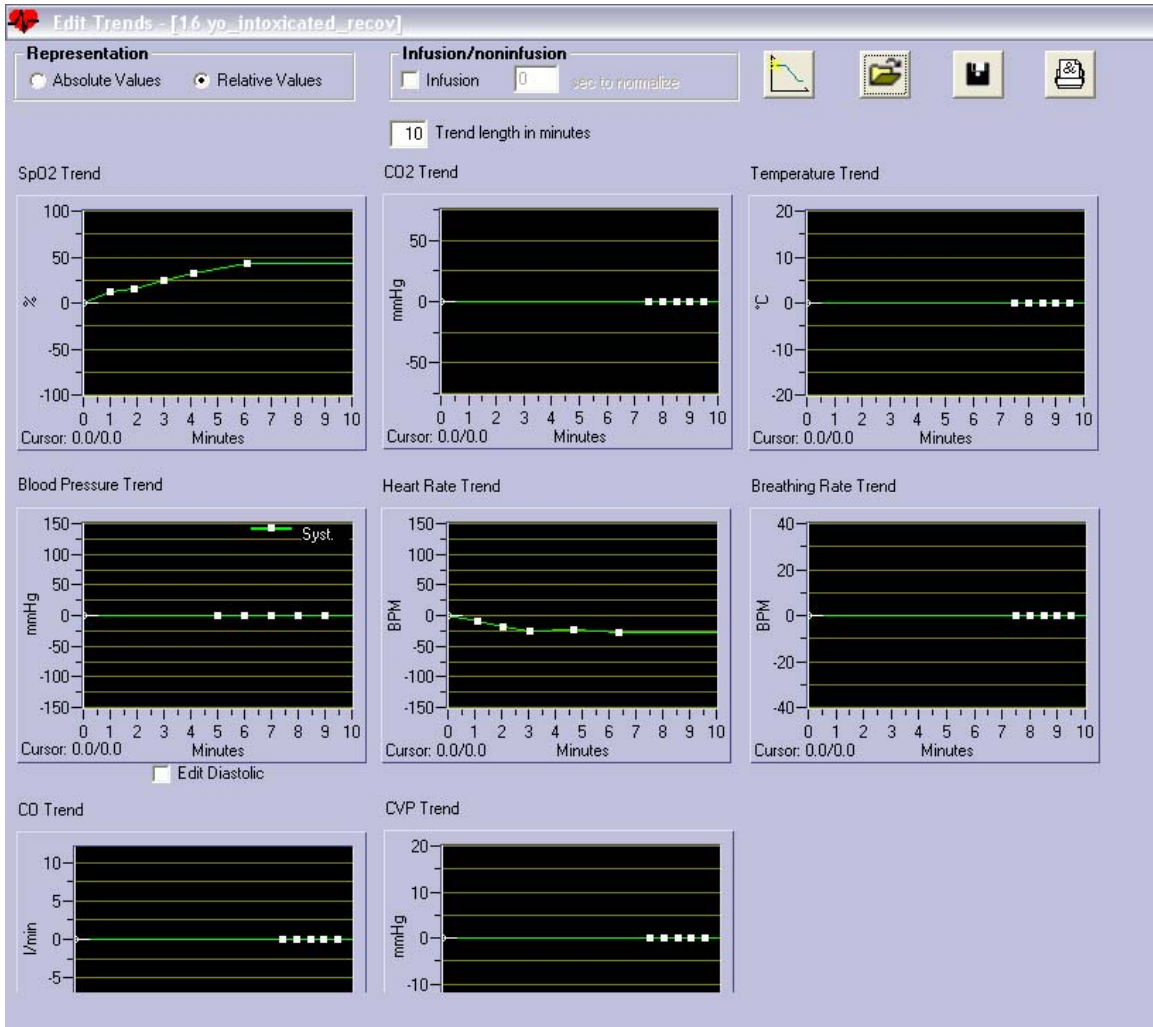 Edit Trends - [16 yo_intoxicated_recov]
Representation
Absolute Values Relative Values
Infusion/noninfusion
Infusion 0 sec to normalize
10 Trend length in minutes
SpO2 Trend
100
50
0
-50
-100
%
0 1 2 3 4 5 6 7 8 9 10
Cursor: 0.0/0.0 Minutes
CO2 Trend
50
0
-50
mmHg
0 1 2 3 4 5 6 7 8 9 10
Cursor: 0.0/0.0 Minutes
Temperature Trend
20
10
0
-10
-20
°C
0 1 2 3 4 5 6 7 8 9 10
Cursor: 0.0/0.0 Minutes
Blood Pressure Trend
Syst.
150
100
50
0
-50
-100
-150
mmHg
0 1 2 3 4 5 6 7 8 9 10
Cursor: 0.0/0.0 Minutes
Edit Diastolic
Heart Rate Trend
150
100
50
0
-50
-100
-150
BPM
0 1 2 3 4 5 6 7 8 9 10
Cursor: 0.0/0.0 Minutes
Breathing Rate Trend
40
20
0
-20
-40
BPM
0 1 2 3 4 5 6 7 8 9 10
Cursor: 0.0/0.0 Minutes
CO Trend
10
5
0
-5
l/min
CVP Trend
20
10
0
-10
mmHg